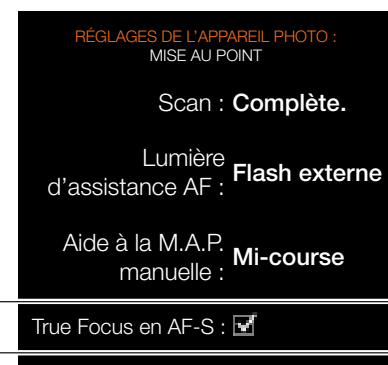 RÉGLAGES DE L'APPAREIL PHOTO :
MISE AU POINT
Scan : Complète.
Lumière
d'assistance AF : Flash externe
Aide à la M.A.P.
manuelle : Mi-course
True Focus en AF-S :